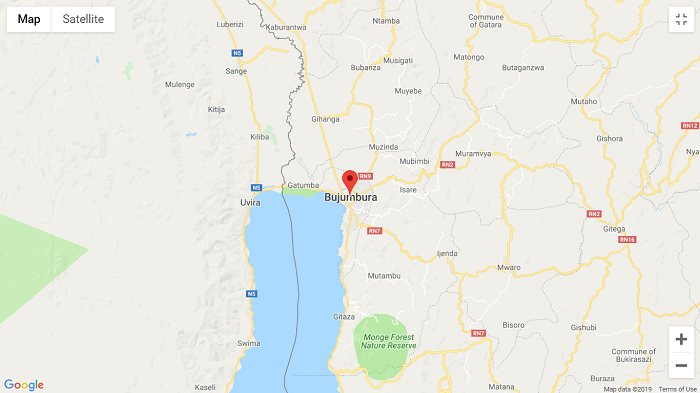 Map
Satellite
Luberizi
Kaburantwa
Ntamba
Commune
of Gatara
N5
Sange
Musigati
Matongo
Bubanza
Butaganzwa
Mulenge
Muyebe
Mutaho
Kitija
Gihanga
RN12
Kiliba
Gishora
Muzinda
Mubimbi
Muramvya
RN2
RN9
N5
Gatumba
Isare
Bujumbura
Uvira
RN2
Gitega
RN7
RN16
Ijenda
Mwaro
Mutambu
N5
Gitaza
Bisoro
Gishubi
RN7
Monge Forest
Nature Reserve
Swima
Commune of
Bukirasazi
Buraza
Kaseli
Matana
Google
Map data ©2019
Terms of Use